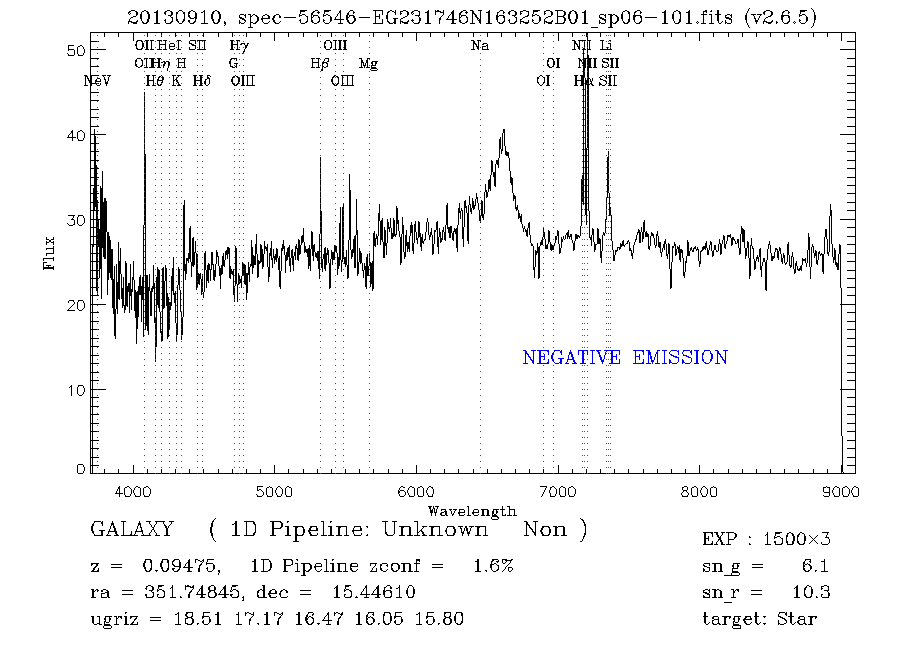 20130910, spec-56546-EG231746N163252B01_sp06-101.fits (v2.6.5)
OII HeI SII Hγ OIII Na NII Li
OII Hη H G Hβ Mg OI NII SII
NeV Hθ K Hδ OIII OIII OI Hα SII
50
40
30
20
10
0
Flux
NEGATIVE EMISSION
4000 5000 6000 7000 8000 9000
Wavelength
GALAXY ( 1D Pipeline: Unknown Non )
EXP : 1500×3
z = 0.09475, 1D Pipeline zconf = 1.6%
sn_g = 6.1
ra = 351.74845, dec = 15.44610
sn_r = 10.3
ugriz = 18.51 17.17 16.47 16.05 15.80
target: Star